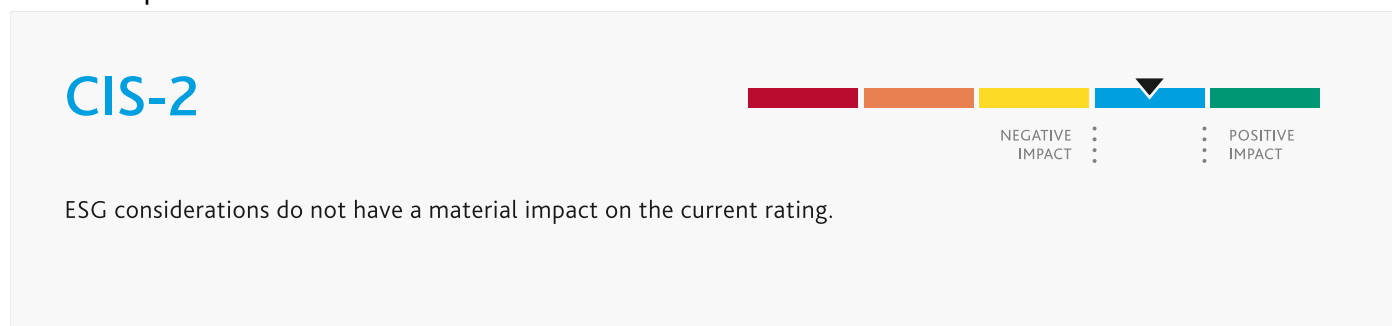 CIS-2
NEGATIVE
IMPACT
POSITIVE
IMPACT
ESG considerations do not have a material impact on the current rating.